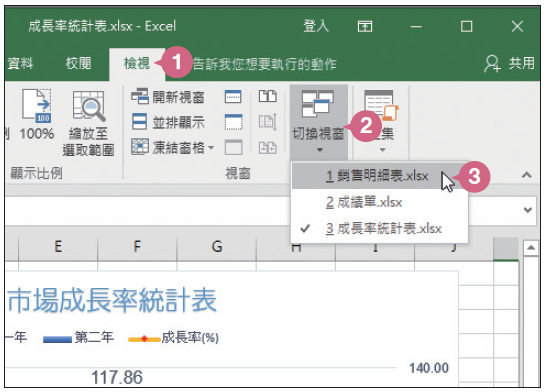 成長率統計表.xlsx - Excel 登入
資料 校閱 檢視 1 告訴我您想要執行的動作 共用
100% 縮放至選取範圍
開新視窗
並排顯示
凍結窗格
切換視窗 2 集
顯示比例 視窗
1 銷售明細表.xlsx 3
2 成績單.xlsx
✓ 3 成長率統計表.xlsx
E F G H I J
市場成長率統計表
一年 第二年 成長率(%)
117.86 140.00